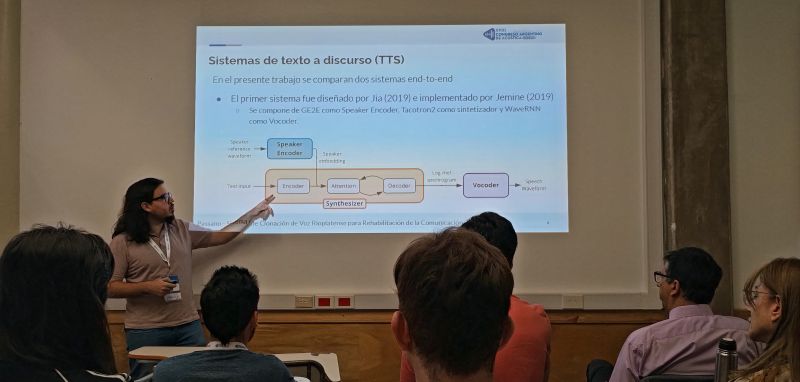 CONGRESO ARGENTINO
DE ACÚSTICA
Sistemas de texto a discurso (TTS)
En el presente trabajo se comparan dos sistemas end-to-end
● El primer sistema fue diseñado por Jia (2019) e implementado por Jemine (2019)
○ Se compone de GE2E como Speaker Encoder, Tacotron2 como sintetizador y WaveRNN
como Vocoder.
Speaker
reference
waveform
Speaker
Encoder
Speaker
embedding
Text input
Encoder
Attention
Decoder
Synthesizer
Log-mel
spectrogram
Vocoder
Speech
Waveform
de Clonación de Voz Rioplatense para Rehabilitación de la Comunicación